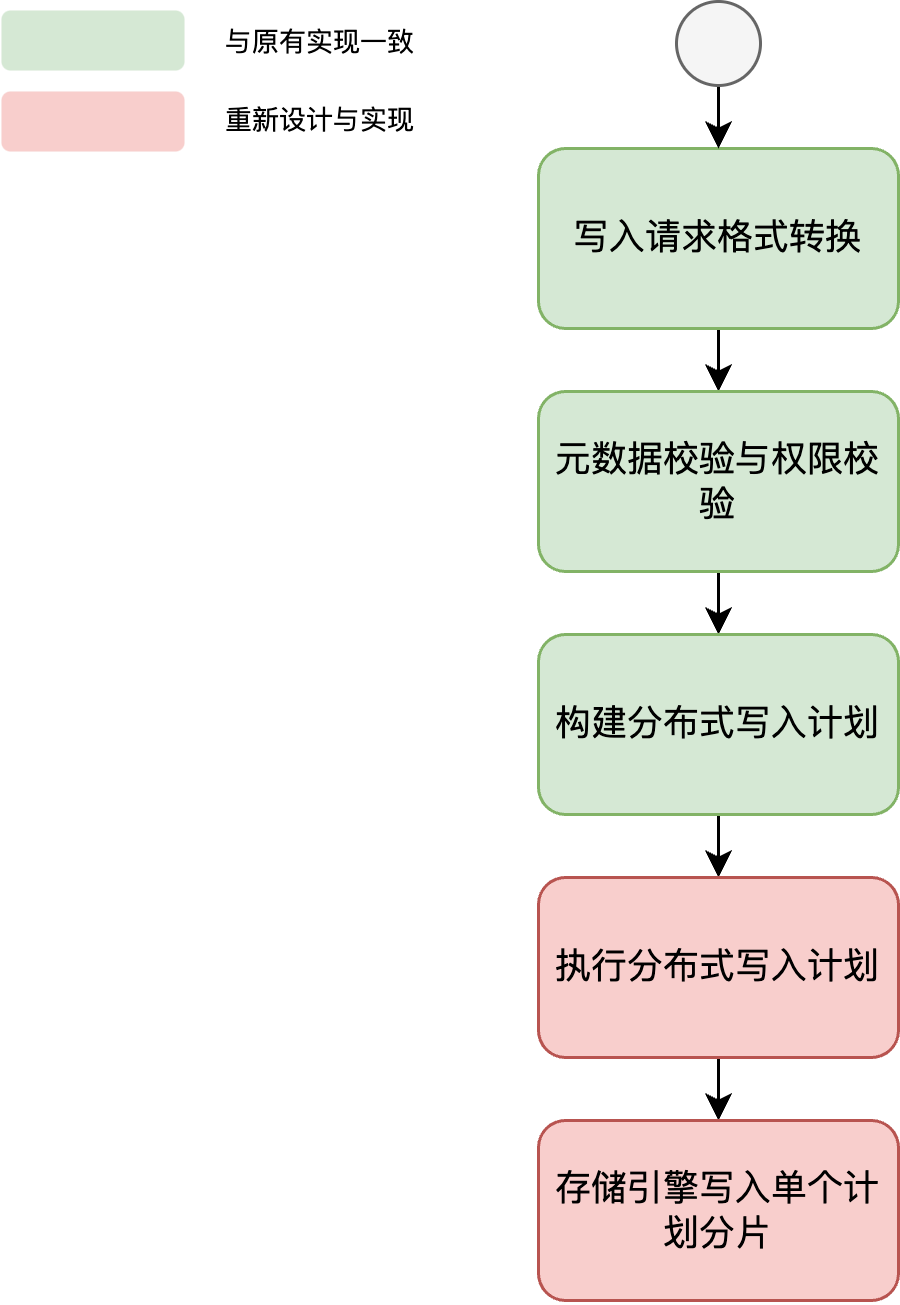 与原有实现一致
重新设计与实现
写入请求格式转换
元数据校验与权限校
验
构建分布式写入计划
执行分布式写入计划
存储引擎写入单个计
划分片